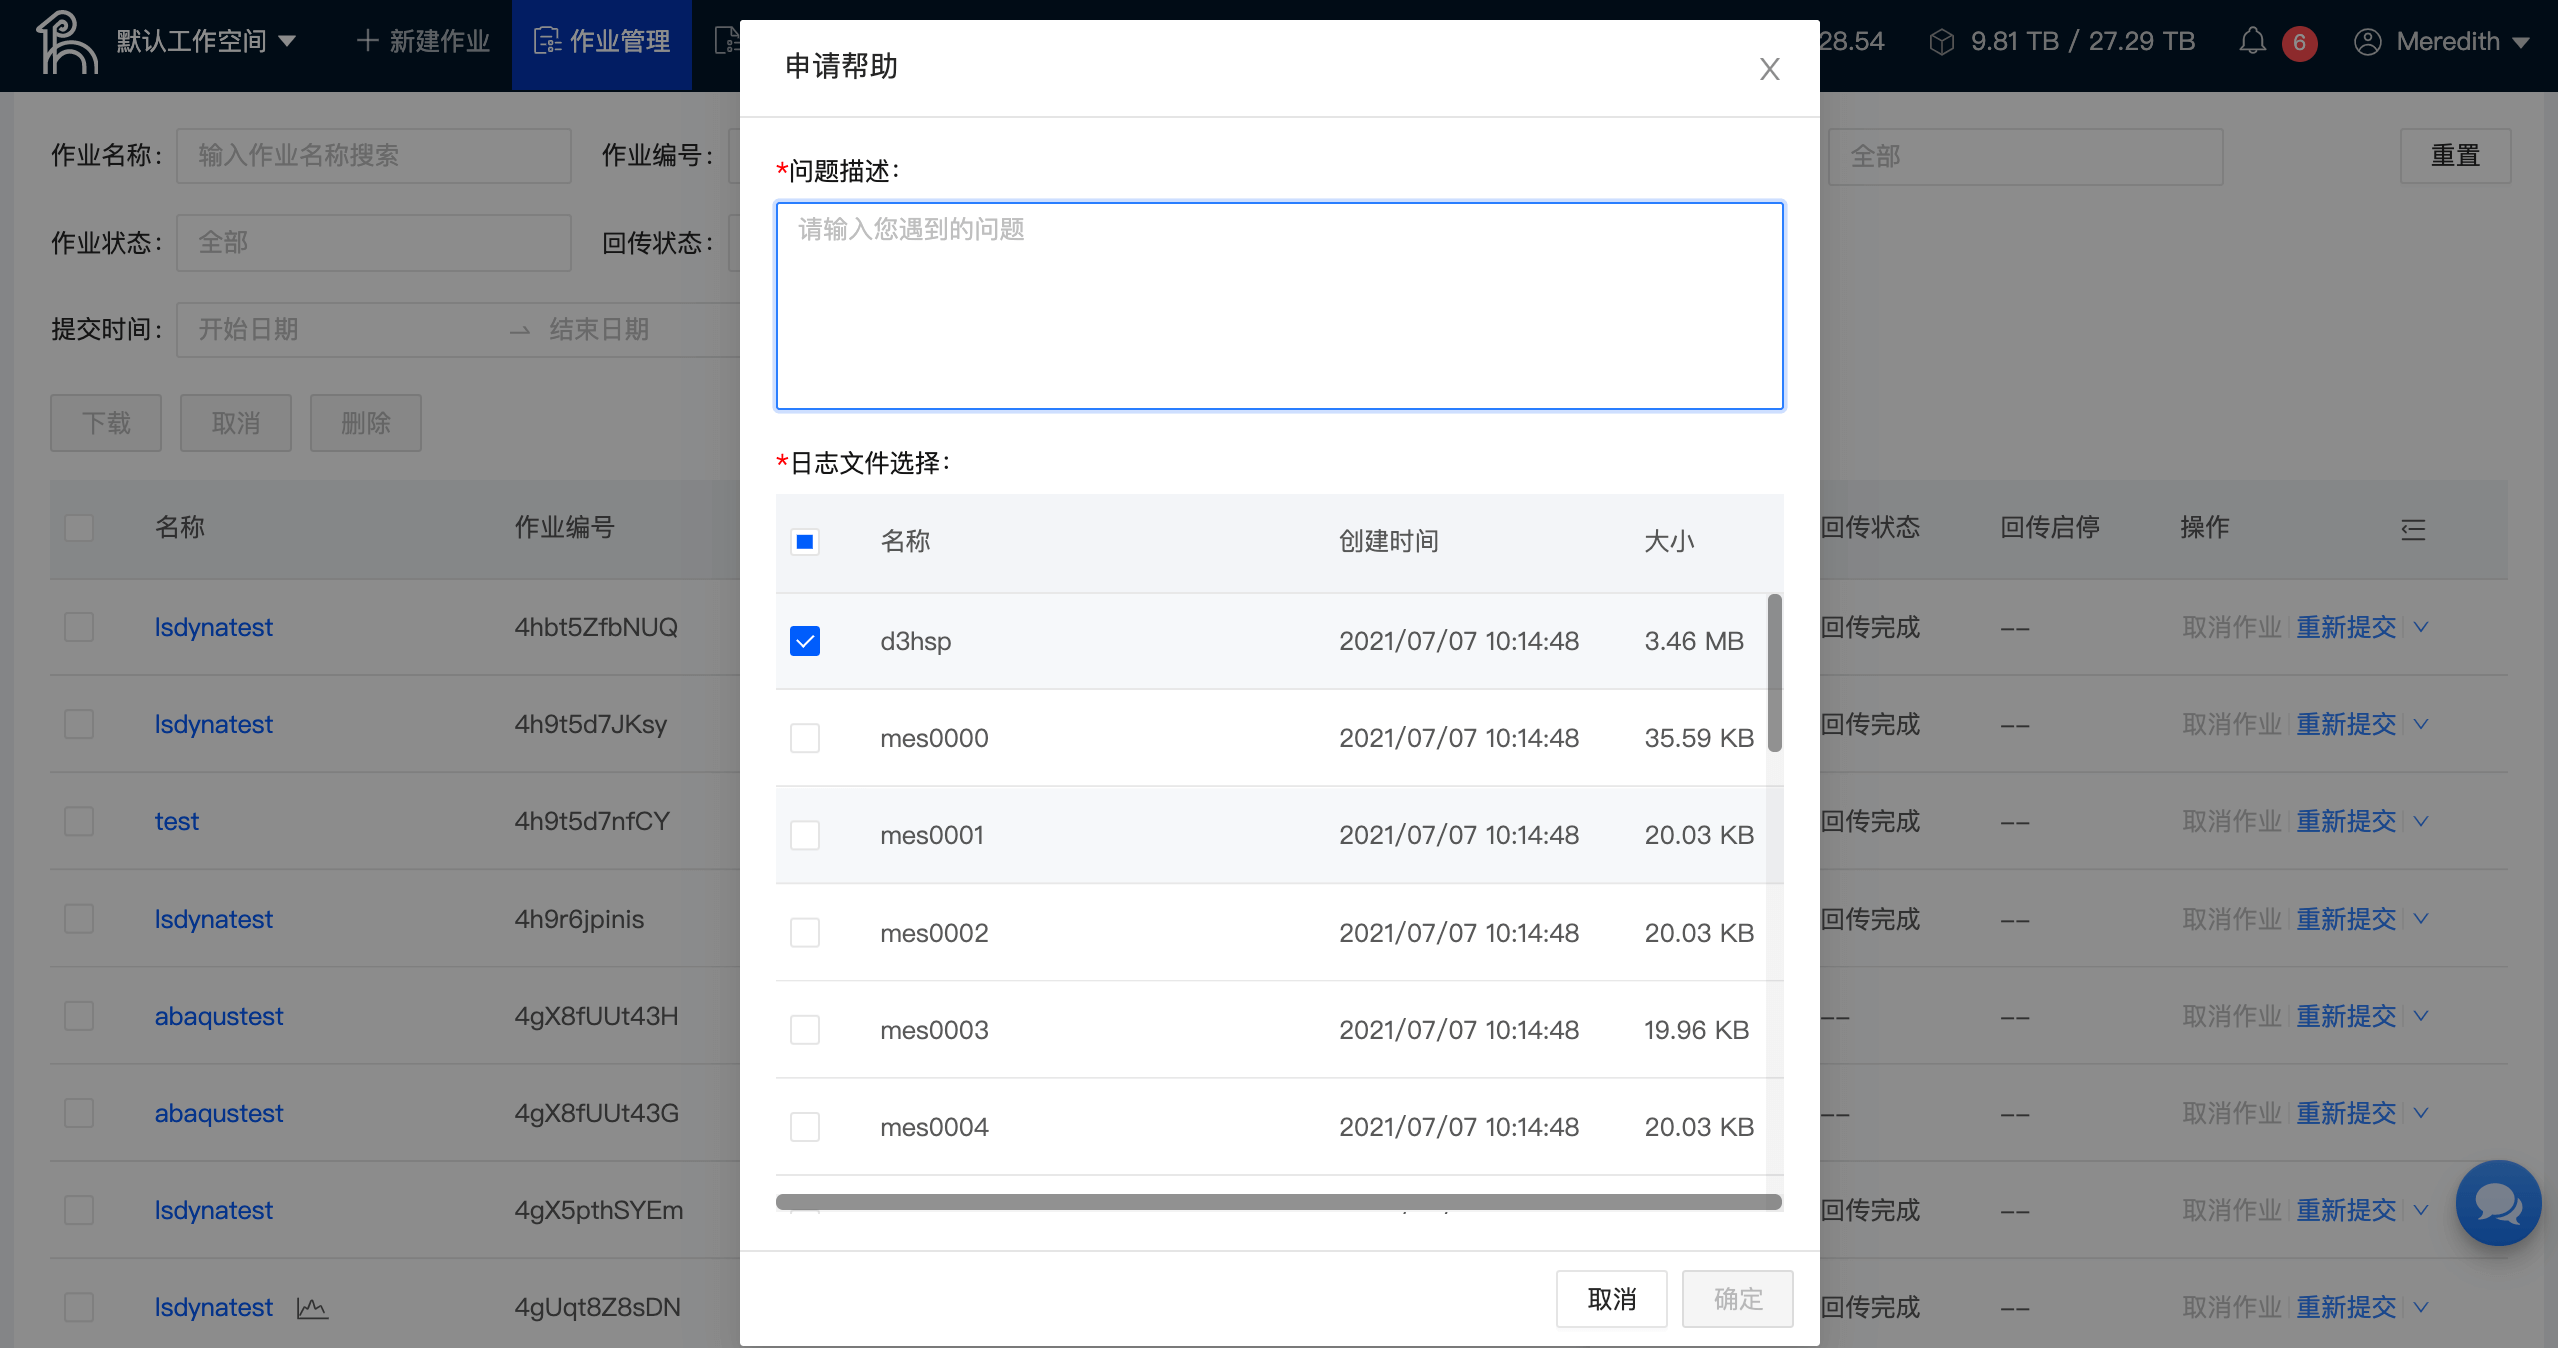 默认工作空间 新建作业 作业管理 28.54 9.81 TB / 27.29 TB 6 Meredith
作业名称: 输入作业名称搜索 作业编号: 全部 重置
作业状态: 全部 回传状态:
提交时间: 开始日期 → 结束日期
下载 取消 删除
名称 作业编号 回传状态 回传启停 操作
lsdynatest 4hbt5ZfbNUQ 回传完成 -- 取消作业 重新提交
lsdynatest 4h9t5d7JKsy 回传完成 -- 取消作业 重新提交
test 4h9t5d7nfCY 回传完成 -- 取消作业 重新提交
lsdynatest 4h9r6jpinis 回传完成 -- 取消作业 重新提交
abaqustest 4gX8fUUt43H -- -- 取消作业 重新提交
abaqustest 4gX8fUUt43G -- -- 取消作业 重新提交
lsdynatest 4gX5pthSYEm 回传完成 -- 取消作业 重新提交
lsdynatest 4gUqt8Z8sDN 回传完成 -- 取消作业 重新提交
申请帮助 X
*问题描述:
请输入您遇到的问题
*日志文件选择:
名称 创建时间 大小
d3hsp 2021/07/07 10:14:48 3.46 MB
mes0000 2021/07/07 10:14:48 35.59 KB
mes0001 2021/07/07 10:14:48 20.03 KB
mes0002 2021/07/07 10:14:48 20.03 KB
mes0003 2021/07/07 10:14:48 19.96 KB
mes0004 2021/07/07 10:14:48 20.03 KB
取消 确定